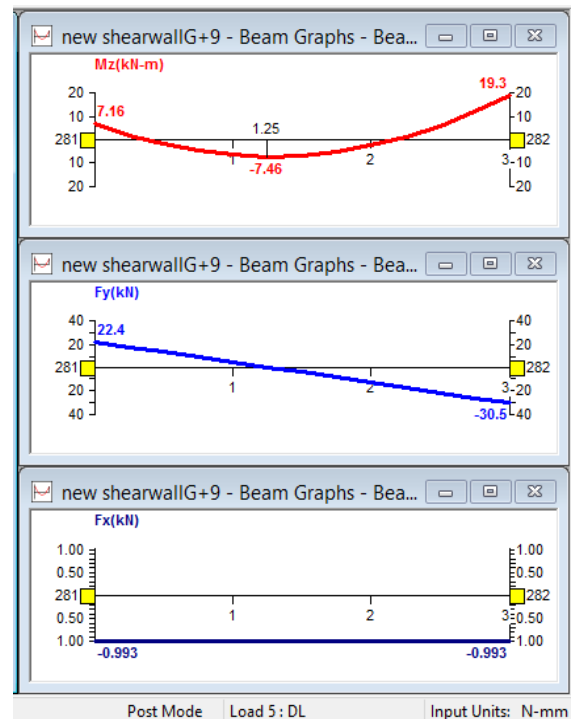 new shearwallG+9 - Beam Graphs - Bea...
Mz(kN-m)
20 19.3 20
10 7.16 10
281 1.25 282
10 -7.46 2 3 10
20 20
new shearwallG+9 - Beam Graphs - Bea...
Fy(kN)
40 40
20 22.4 20
281 282
20 1 2 3 20
40 -30.5 40
new shearwallG+9 - Beam Graphs - Bea...
Fx(kN)
1.00 1.00
0.50 0.50
281 282
0.50 1 2 3 0.50
1.00 -0.993 -0.993 1.00
Post Mode Load 5 : DL Input Units: N-mm